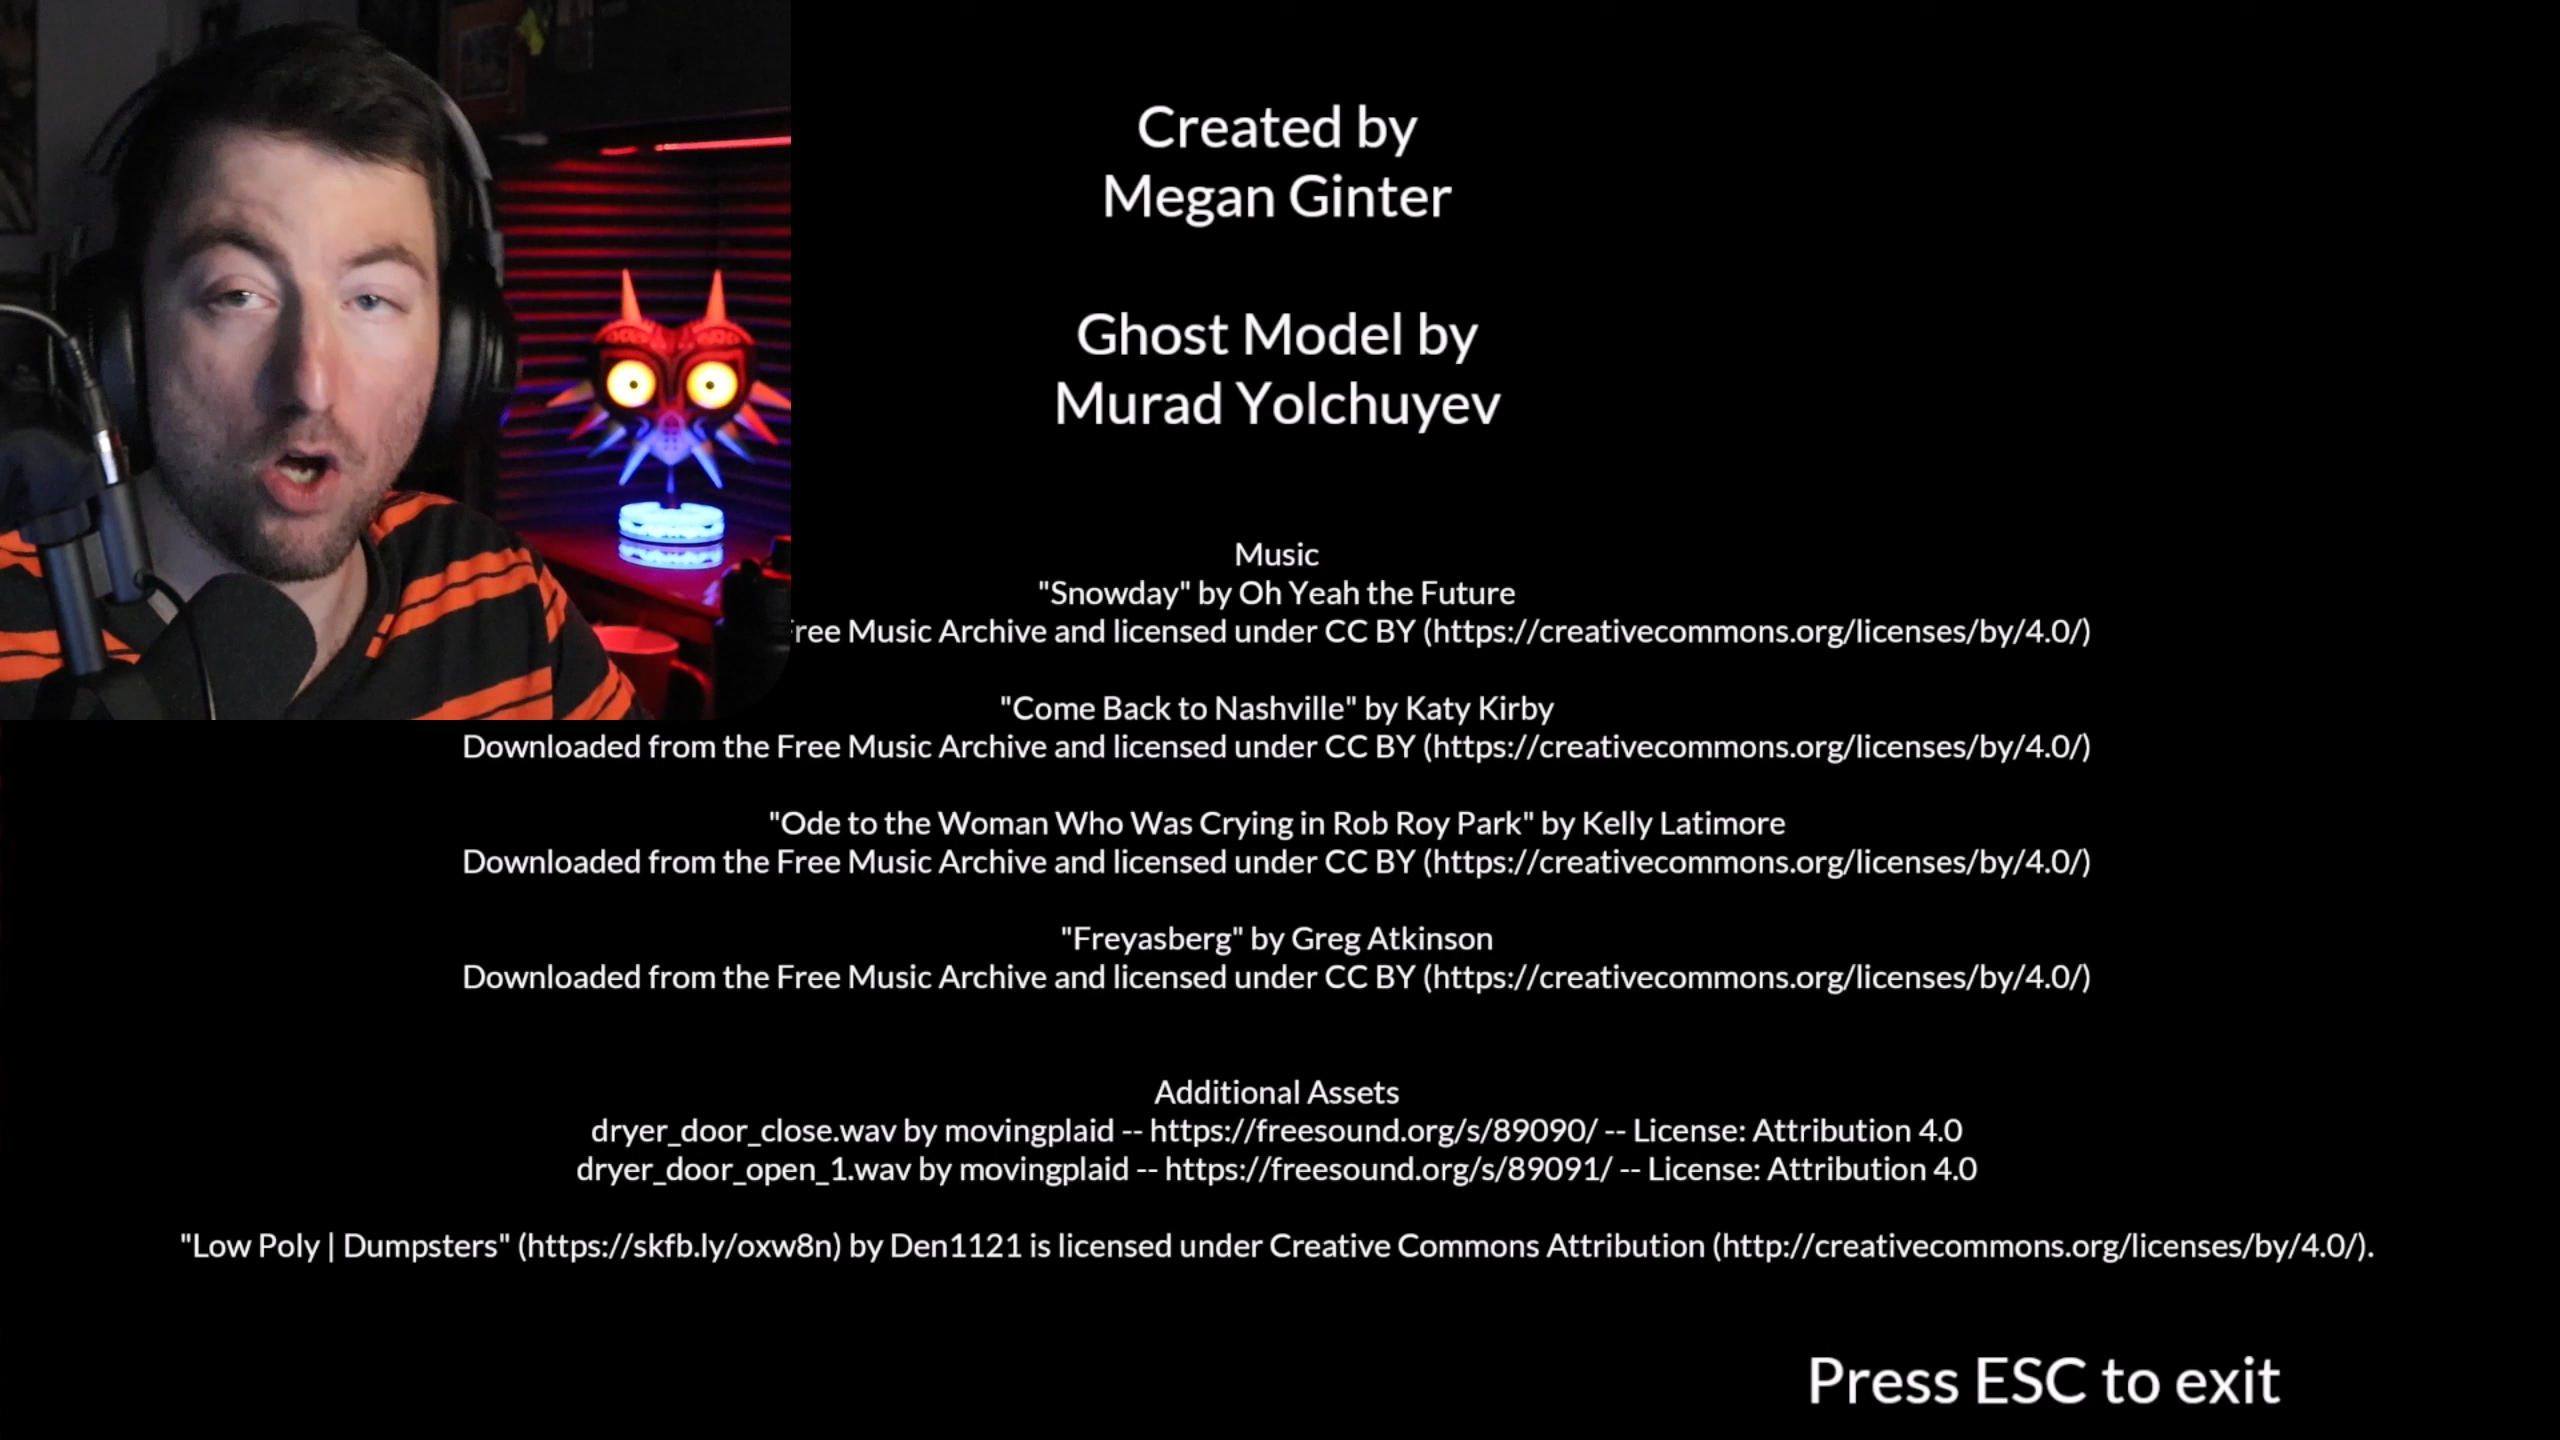 Created by
Megan Ginter
Ghost Model by
Murad Yolchuyev
Music
"Snowday" by Oh Yeah the Future
Free Music Archive and licensed under CC BY (https://creativecommons.org/licenses/by/4.0/)
"Come Back to Nashville" by Katy Kirby
Downloaded from the Free Music Archive and licensed under CC BY (https://creativecommons.org/licenses/by/4.0/)
"Ode to the Woman Who Was Crying in Rob Roy Park" by Kelly Latimore
Downloaded from the Free Music Archive and licensed under CC BY (https://creativecommons.org/licenses/by/4.0/)
"Freyasberg" by Greg Atkinson
Downloaded from the Free Music Archive and licensed under CC BY (https://creativecommons.org/licenses/by/4.0/)
Additional Assets
dryer_door_close.wav by movingplaid -- https://freesound.org/s/89090/ -- License: Attribution 4.0
dryer_door_open_1.wav by movingplaid -- https://freesound.org/s/89091/ -- License: Attribution 4.0
"Low Poly | Dumpsters" (https://skfb.ly/oxw8n) by Den1121 is licensed under Creative Commons Attribution (http://creativecommons.org/licenses/by/4.0/).
Press ESC to exit